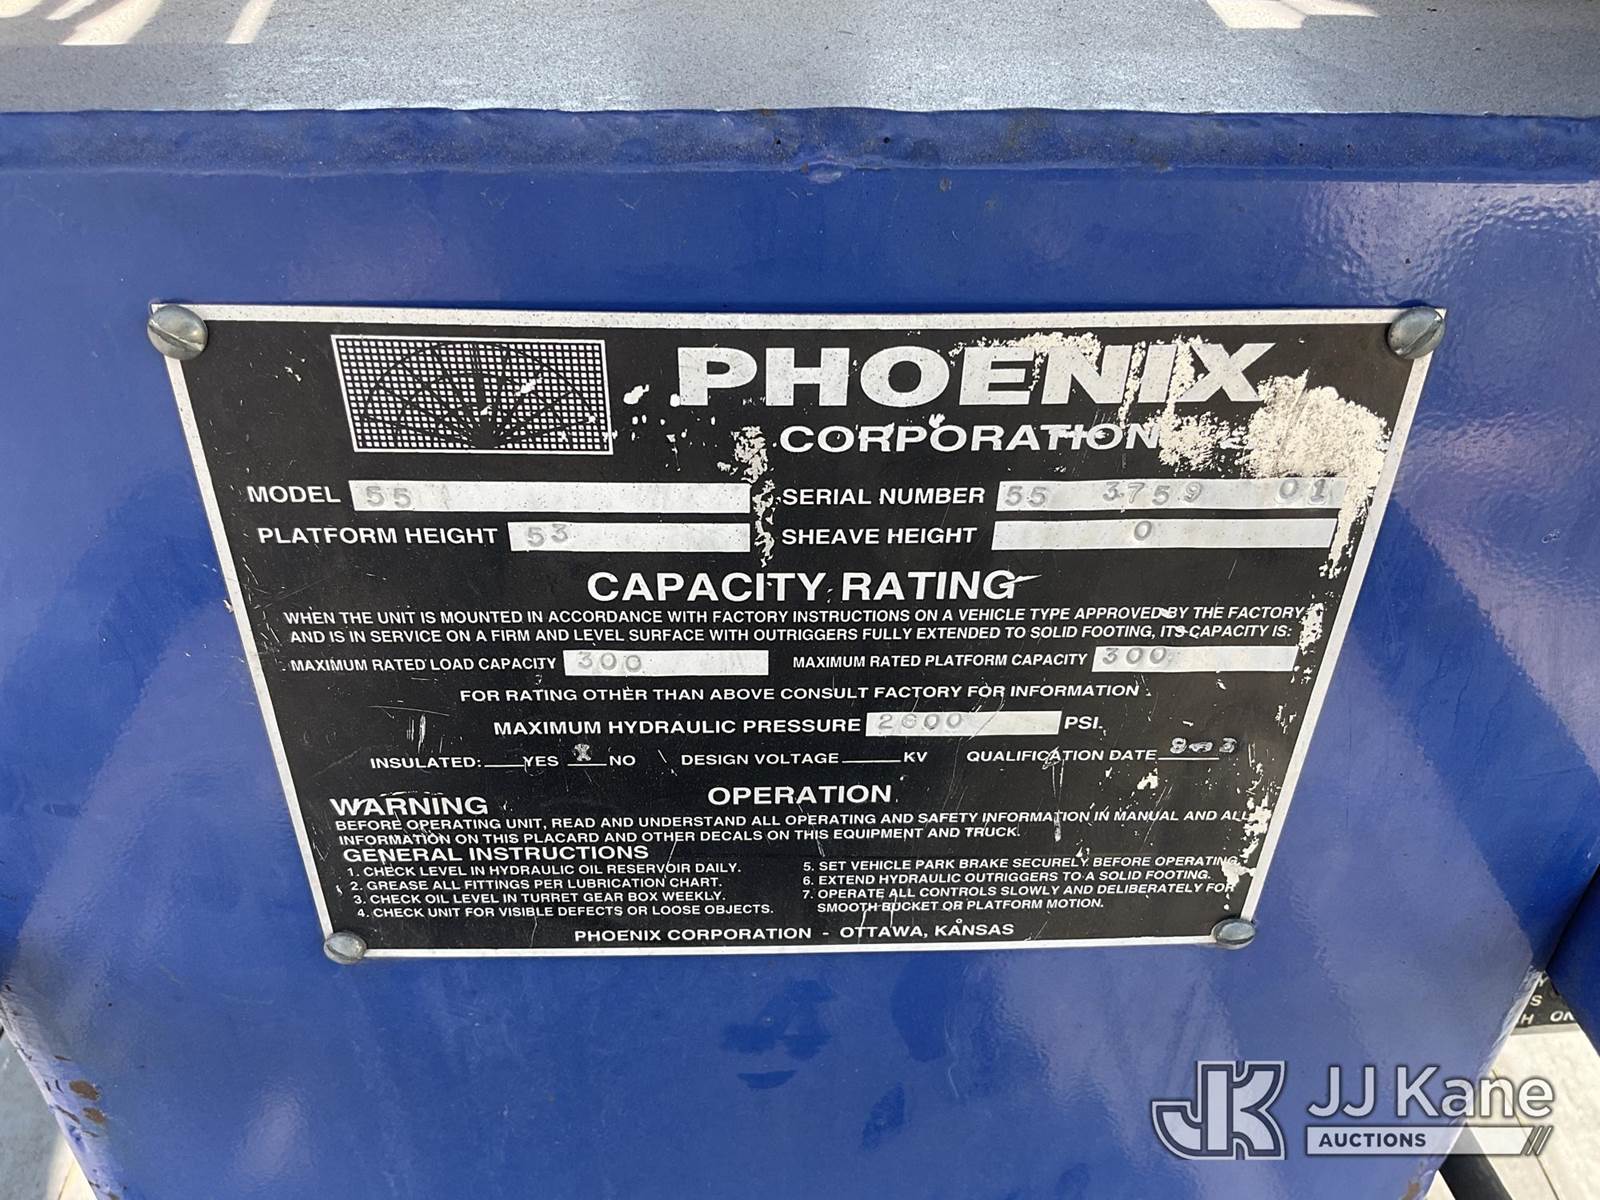 PHOENIX
CORPORATION
MODEL 55 SERIAL NUMBER 55 3759 01
PLATFORM HEIGHT 53 SHEAVE HEIGHT 0
CAPACITY RATING
WHEN THE UNIT IS MOUNTED IN ACCORDANCE WITH FACTORY INSTRUCTIONS ON A VEHICLE TYPE APPROVED BY THE FACTORY
AND IS IN SERVICE ON A FIRM AND LEVEL SURFACE WITH OUTRIGGERS FULLY EXTENDED TO SOLID FOOTING, ITS CAPACITY IS:
MAXIMUM RATED LOAD CAPACITY 300 MAXIMUM RATED PLATFORM CAPACITY 300
FOR RATING OTHER THAN ABOVE CONSULT FACTORY FOR INFORMATION
MAXIMUM HYDRAULIC PRESSURE 2600 PSI.
INSULATED: ___YES _X_NO DESIGN VOLTAGE _____KV QUALIFICATION DATE
OPERATION
WARNING
BEFORE OPERATING UNIT, READ AND UNDERSTAND ALL OPERATING AND SAFETY INFORMATION IN MANUAL AND ALL
INFORMATION ON THIS PLACARD AND OTHER DECALS ON THIS EQUIPMENT AND TRUCK.
GENERAL INSTRUCTIONS
1. CHECK LEVEL IN HYDRAULIC OIL RESERVOIR DAILY.
2. GREASE ALL FITTINGS PER LUBRICATION CHART.
3. CHECK OIL LEVEL IN TURRET GEAR BOX WEEKLY.
4. CHECK UNIT FOR VISIBLE DEFECTS OR LOOSE OBJECTS.
5. SET VEHICLE PARK BRAKE SECURELY BEFORE OPERATING.
6. EXTEND HYDRAULIC OUTRIGGERS TO A SOLID FOOTING.
7. OPERATE ALL CONTROLS SLOWLY AND DELIBERATELY FOR
SMOOTH BUCKET OR PLATFORM MOTION.
PHOENIX CORPORATION - OTTAWA, KANSAS
JK JJ Kane
AUCTIONS